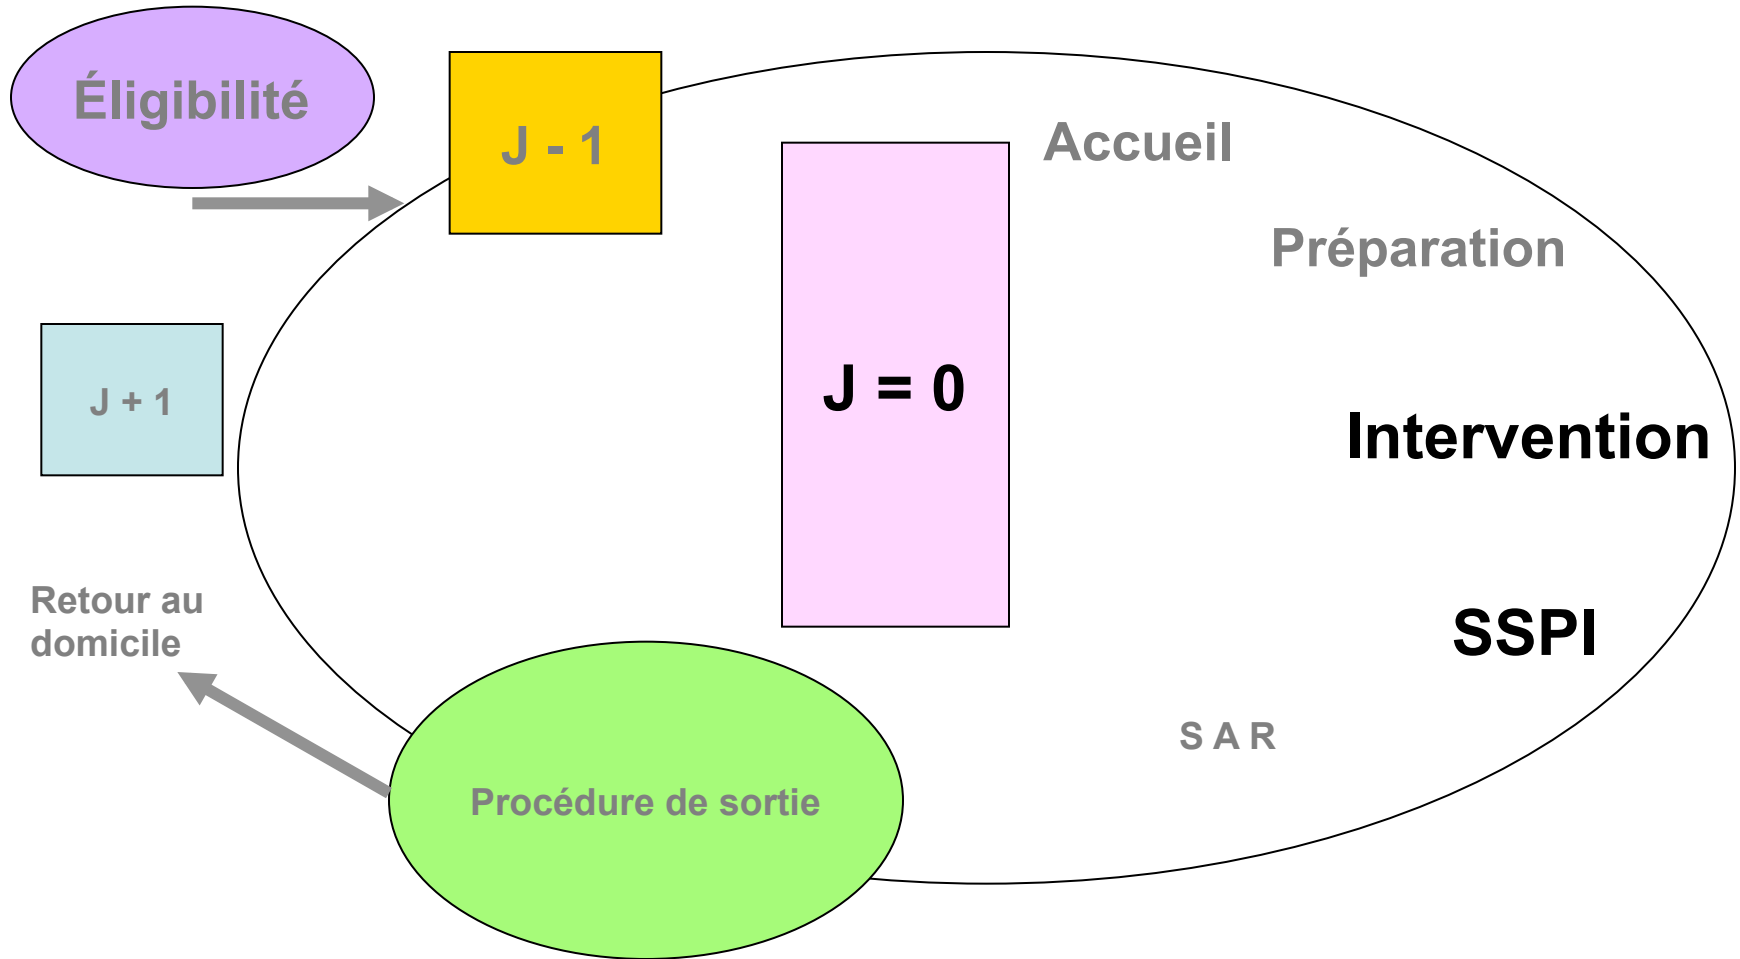 Éligibilité
J - 1
Accueil
Préparation
J + 1
J = 0
Intervention
Retour au
domicile
SSPI
S A R
Procédure de sortie